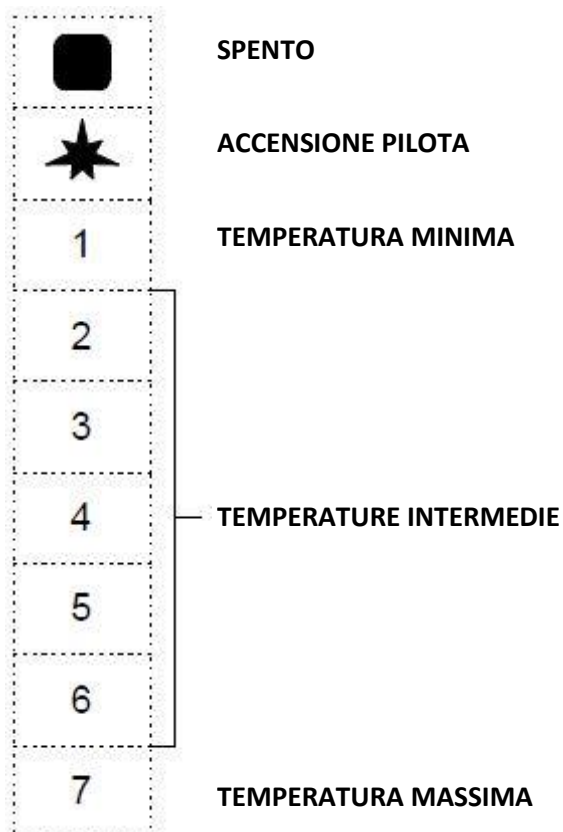 SPENTO
ACCENSIONE PILOTA
1 TEMPERATURA MINIMA
2
3
4 TEMPERATURE INTERMEDIE
5
6
7 TEMPERATURA MASSIMA